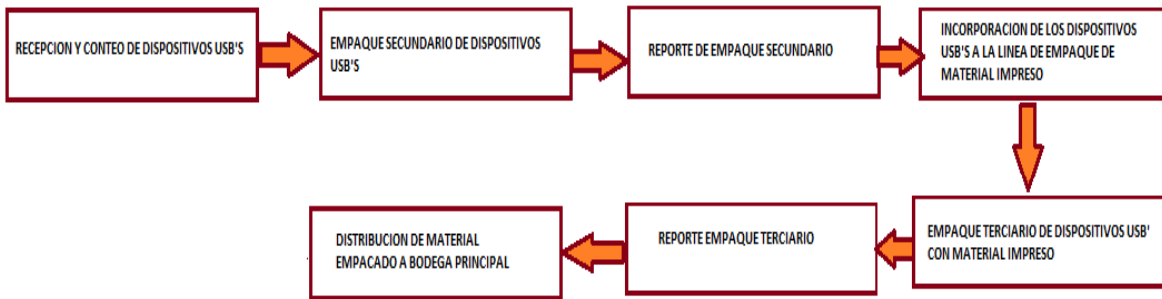 RECEPCION Y CONTEO DE DISPOSITIVOS USB'S
EMPAQUE SECUNDARIO DE DISPOSITIVOS
USB'S
REPORTE DE EMPAQUE SECUNDARIO
INCORPORACION DE LOS DISPOSITIVOS
USB'S A LA LINEA DE EMPAQUE DE
MATERIAL IMPRESO
EMPAQUE TERCIARIO DE DISPOSITIVOS USB'
CON MATERIAL IMPRESO
REPORTE EMPAQUE TERCIARIO
DISTRIBUCION DE MATERIAL
EMPACADO A BODEGA PRINCIPAL